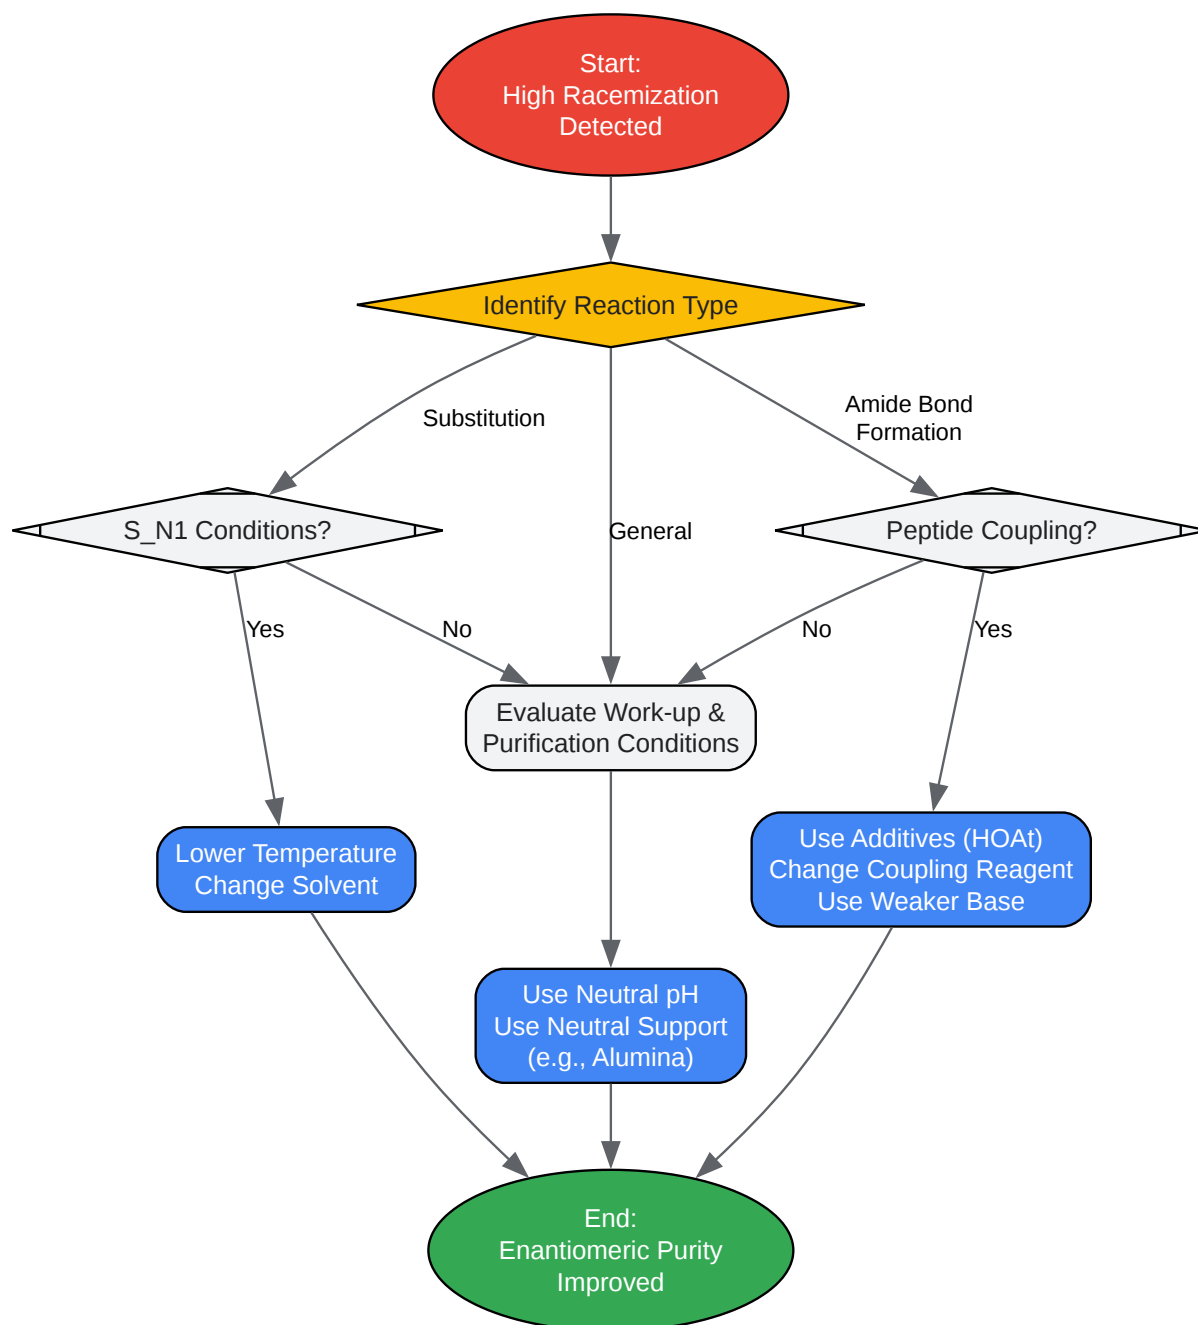 Start:
High Racemization
Detected
Identify Reaction Type
Substitution
Amide Bond
Formation
S_N1 Conditions?
General
Peptide Coupling?
Yes
No
No
Yes
Evaluate Work-up &
Purification Conditions
Lower Temperature
Change Solvent
Use Additives (HOAt)
Change Coupling Reagent
Use Weaker Base
Use Neutral pH
Use Neutral Support
(e.g., Alumina)
End:
Enantiomeric Purity
Improved